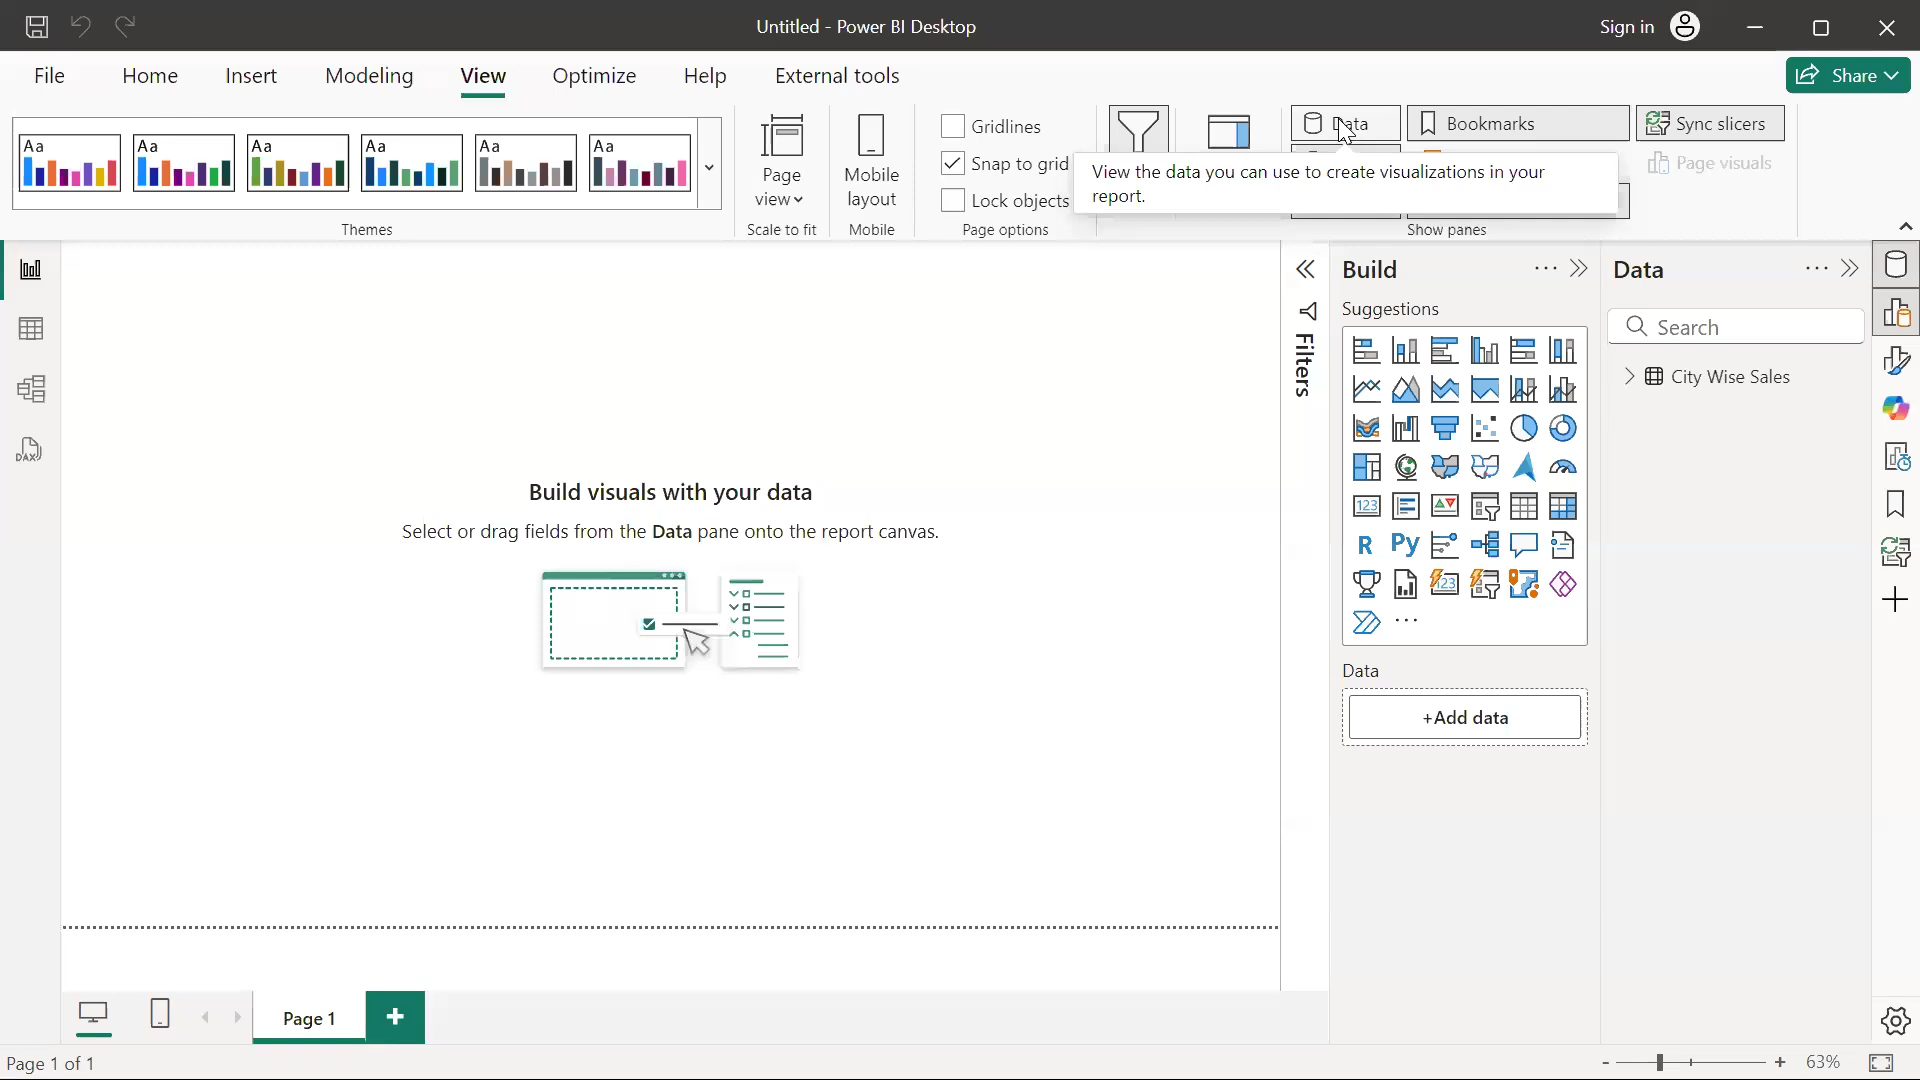 Untitled - Power BI Desktop
Sign in
File
Home
Insert
Modeling
View
Optimize
Help
External tools
Share
Aa
Aa
Aa
Aa
Aa
Aa
Themes
Page
view
Scale to fit
Mobile
layout
Mobile
Gridlines
Snap to grid
Lock objects
Page options
Bookmarks
Sync slicers
Page visuals
View the data you can use to create visualizations in your
report.
Show panes
DAX
Build visuals with your data
Select or drag fields from the Data pane onto the report canvas.
Filters
Build
Suggestions
123
R
Py
123
Data
+Add data
Data
Search
City Wise Sales
Page 1
Page 1 of 1
- + 63%